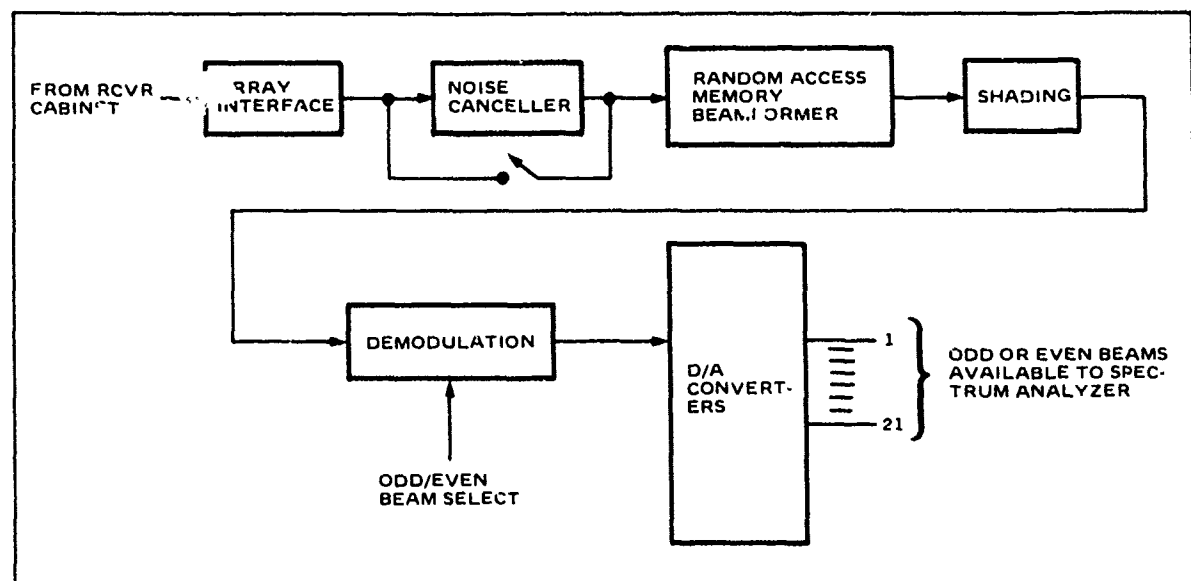 FROM RCVR
CABINET
RRAY
INTERFACE
NOISE
CANCELLER
RANDOM ACCESS
MEMORY
BEAMFORMER
SHADING
DEMODULATION
ODD/EVEN
BEAM SELECT
D/A
CONVERT-
ERS
1
21
ODD OR EVEN BEAMS
AVAILABLE TO SPEC-
TRUM ANALYZER